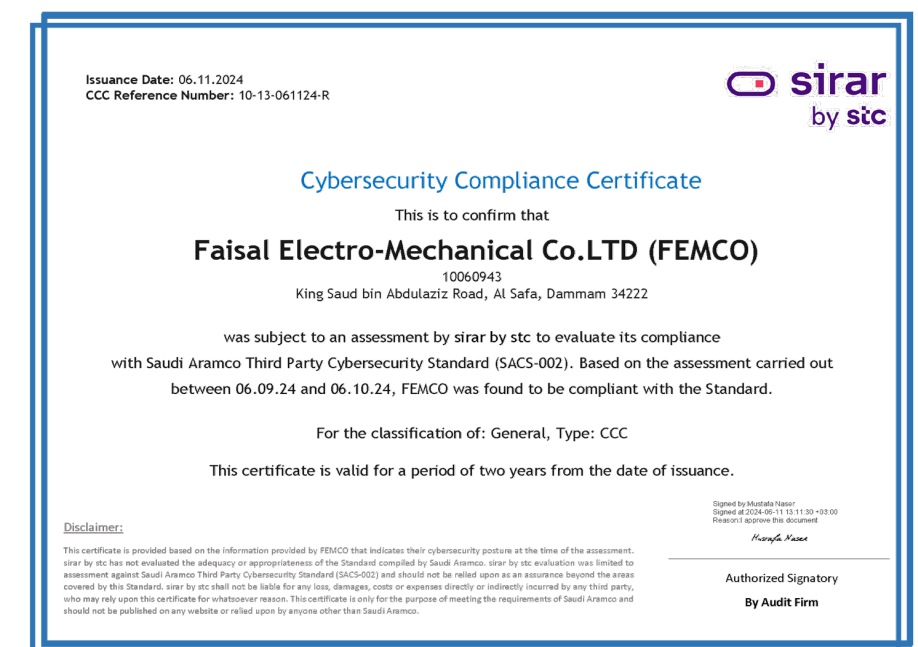 Issuance Date: 06.11.2024
CCC Reference Number: 10-13-061124-R
sirar
by stc
Cybersecurity Compliance Certificate
This is to confirm that
Faisal Electro-Mechanical Co.LTD (FEMCO)
10060943
King Saud bin Abdulaziz Road, Al Safa, Dammam 34222
was subject to an assessment by sirar by stc to evaluate its compliance
with Saudi Aramco Third Party Cybersecurity Standard (SACS-002). Based on the assessment carried out
between 06.09.24 and 06.10.24, FEMCO was found to be compliant with the Standard.
For the classification of: General, Type: CCC
This certificate is valid for a period of two years from the date of issuance.
Signed by:Mustafa Naser
Signed at:2024-06-11 13:11:30 +03:00
Reason:I approve this document
Mustafa Naser
Authorized Signatory
By Audit Firm
Disclaimer:
This certificate is provided based on the information provided by FEMCO that indicates their cybersecurity posture at the time of the assessment.
sirar by stc has not evaluated the adequacy or appropriateness of the Standard compiled by Saudi Aramco. sirar by stc evaluation was limited to
assessment against Saudi Aramco Third Party Cybersecurity Standard (SACS-002) and should not be relied upon as an assurance beyond the areas
covered by this Standard. sirar by stc shall not be liable for any loss, damages, costs or expenses directly or indirectly incurred by any third party,
who may rely upon this certificate for whatsoever reason. This certificate is only for the purpose of meeting the requirements of Saudi Aramco and
should not be published on any website or relied upon by anyone other than Saudi Aramco.